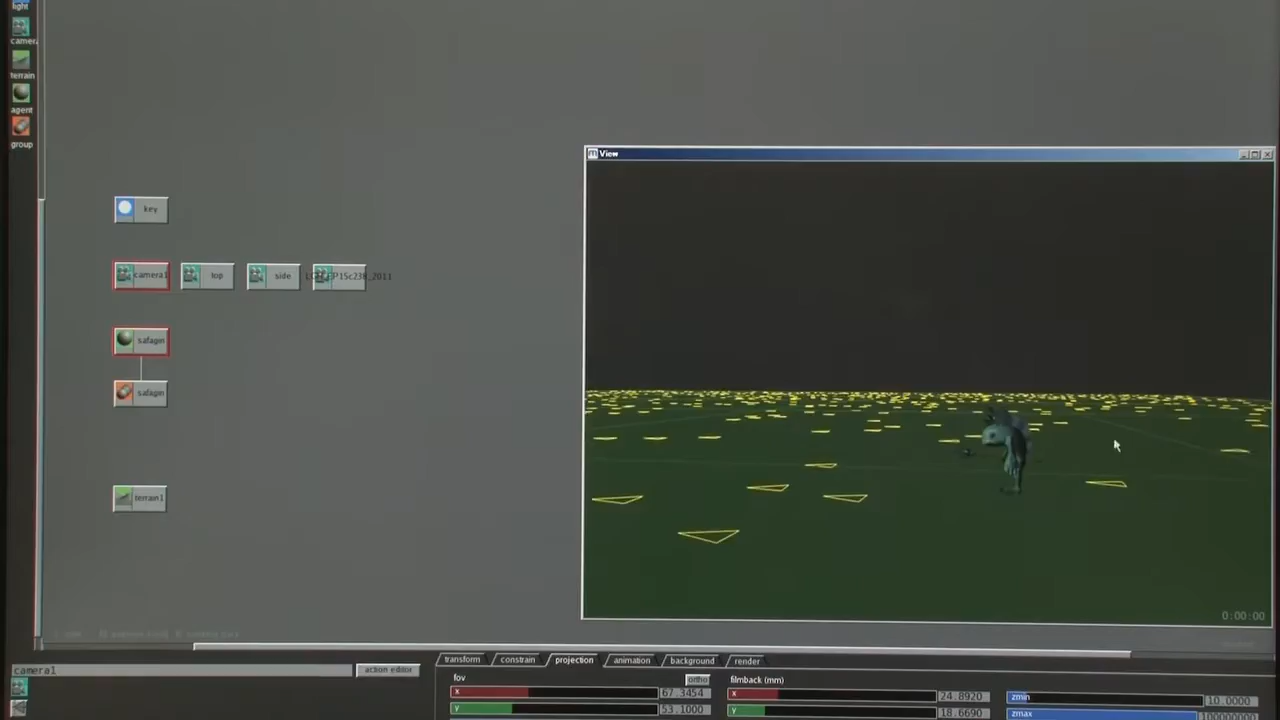 light
camera
terrain
agent
group
View
key
camera1
top
side
safagin
safagin
terrain1
0:00:00
camera1
action editor
transform
constrain
projection
animation
background
render
fov
ortho
filmback (mm)
x
67.3454
x
24.8920
zmin
10.0000
y
53.1000
y
18.6690
zmax